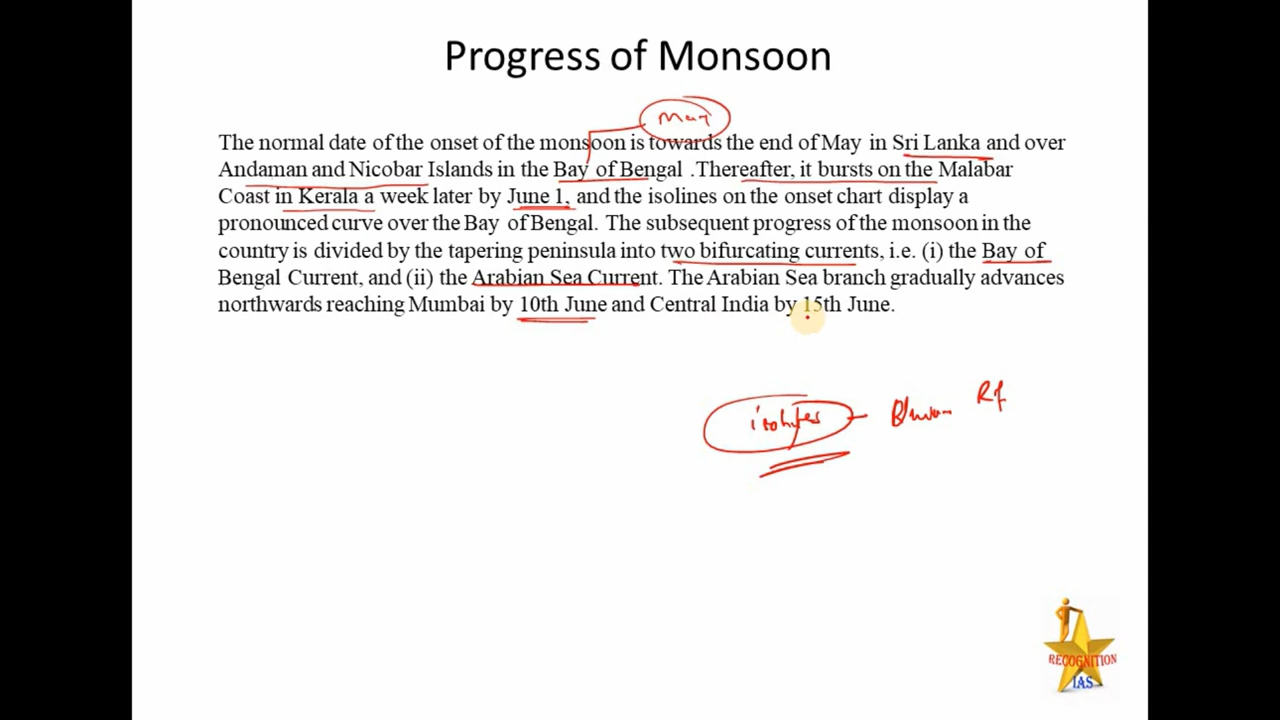 Progress of Monsoon
May
The normal date of the onset of the monsoon is towards the end of May in Sri Lanka and over
Andaman and Nicobar Islands in the Bay of Bengal .Thereafter, it bursts on the Malabar
Coast in Kerala a week later by June 1, and the isolines on the onset chart display a
pronounced curve over the Bay of Bengal. The subsequent progress of the monsoon in the
country is divided by the tapering peninsula into two bifurcating currents, i.e. (i) the Bay of
Bengal Current, and (ii) the Arabian Sea Current. The Arabian Sea branch gradually advances
northwards reaching Mumbai by 10th June and Central India by 15th June.
RECOGNITION
IAS